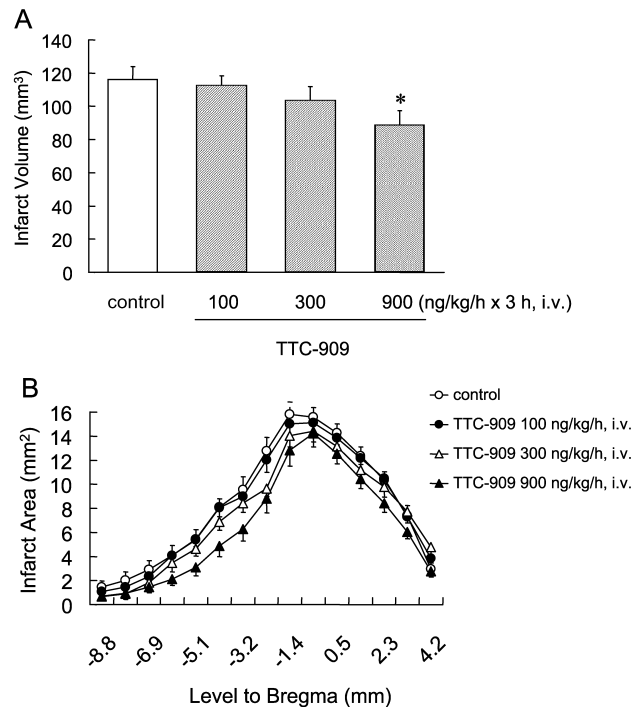 A
Infarct Volume (mm³)
140
120
100
80
60
40
20
0
*
control 100 300 900 (ng/kg/h x 3 h, i.v.)
TTC-909
B
control
TTC-909 100 ng/kg/h, i.v.
TTC-909 300 ng/kg/h, i.v.
TTC-909 900 ng/kg/h, i.v.
Infarct Area (mm²)
16
14
12
10
8
6
4
2
0
-8.8 -6.9 -5.1 -3.2 -1.4 0.5 2.3 4.2
Level to Bregma (mm)